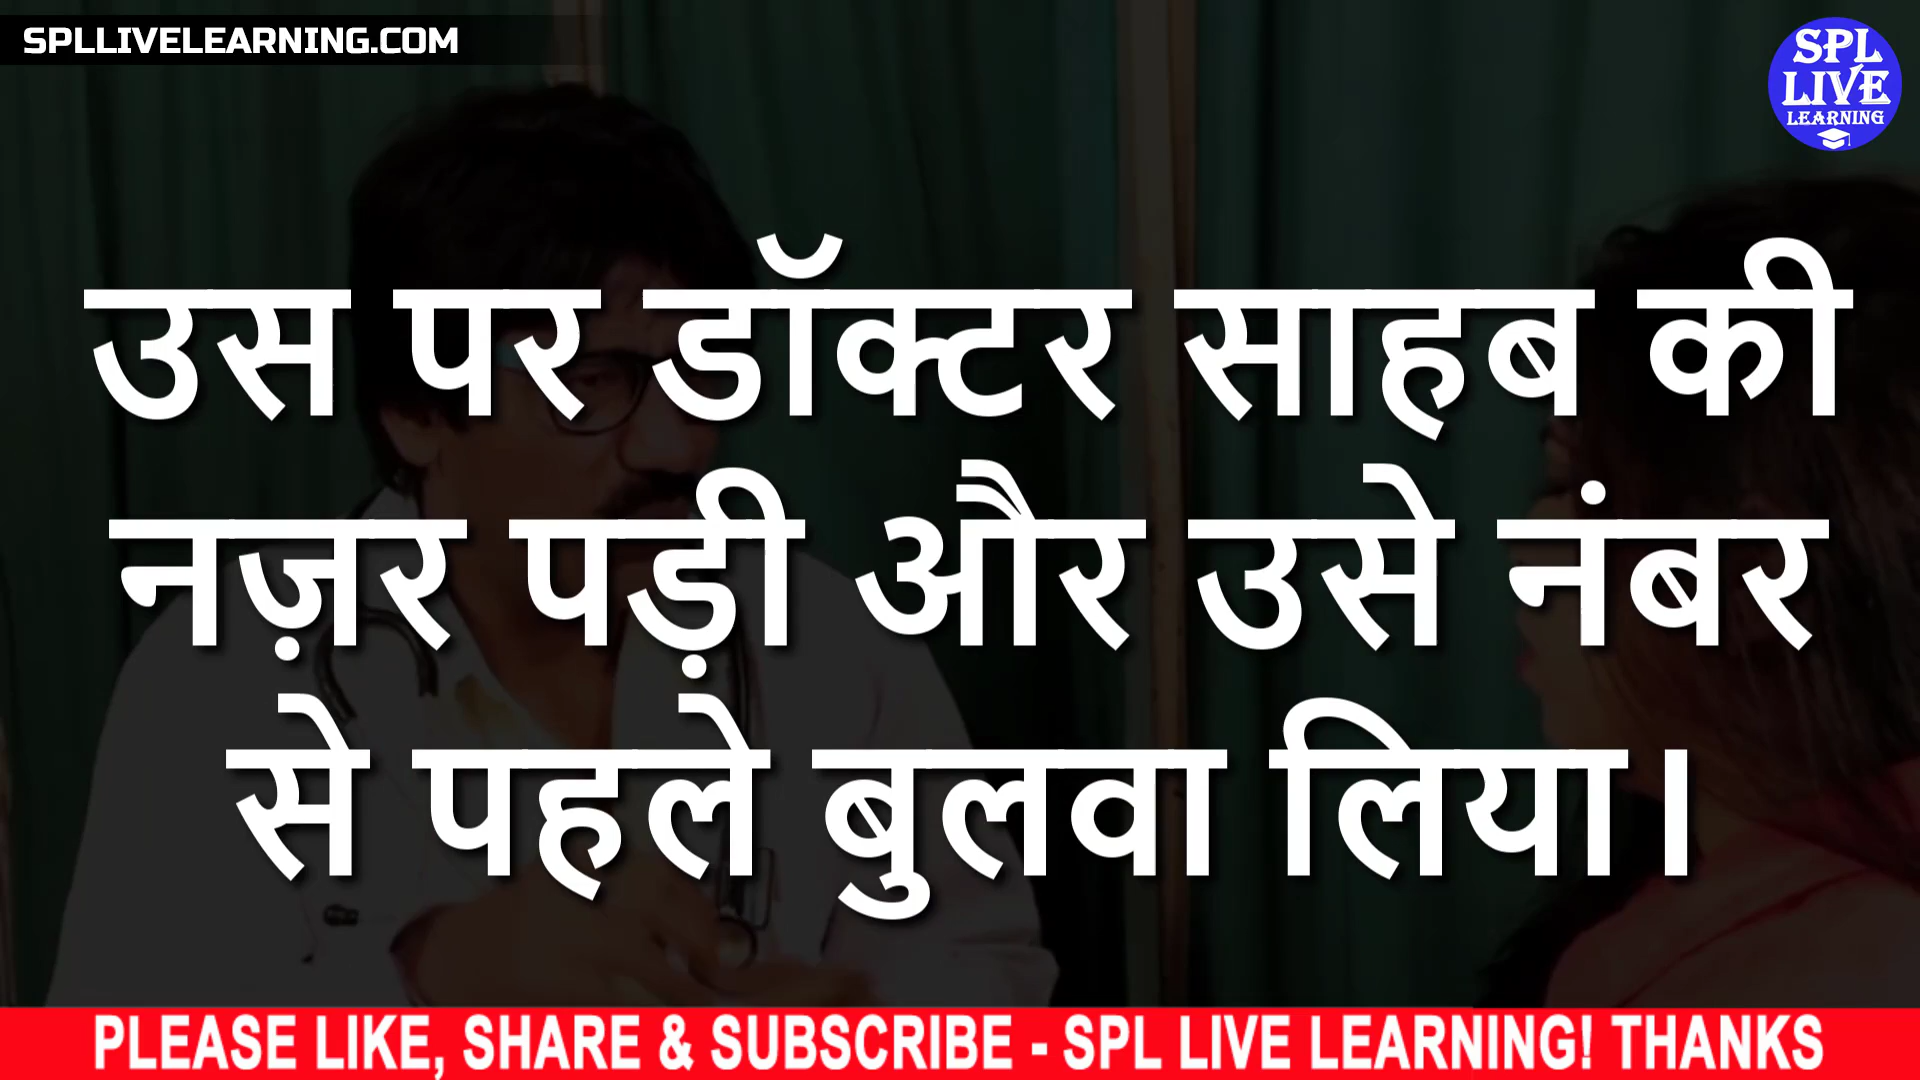 SPLLIVELEARNING.COM
SPL
LIVE
LEARNING
उस पर डॉक्टर साहब की
नज़र पड़ी और उसे नंबर
से पहले बुलवा लिया।
PLEASE LIKE, SHARE & SUBSCRIBE - SPL LIVE LEARNING! THANKS